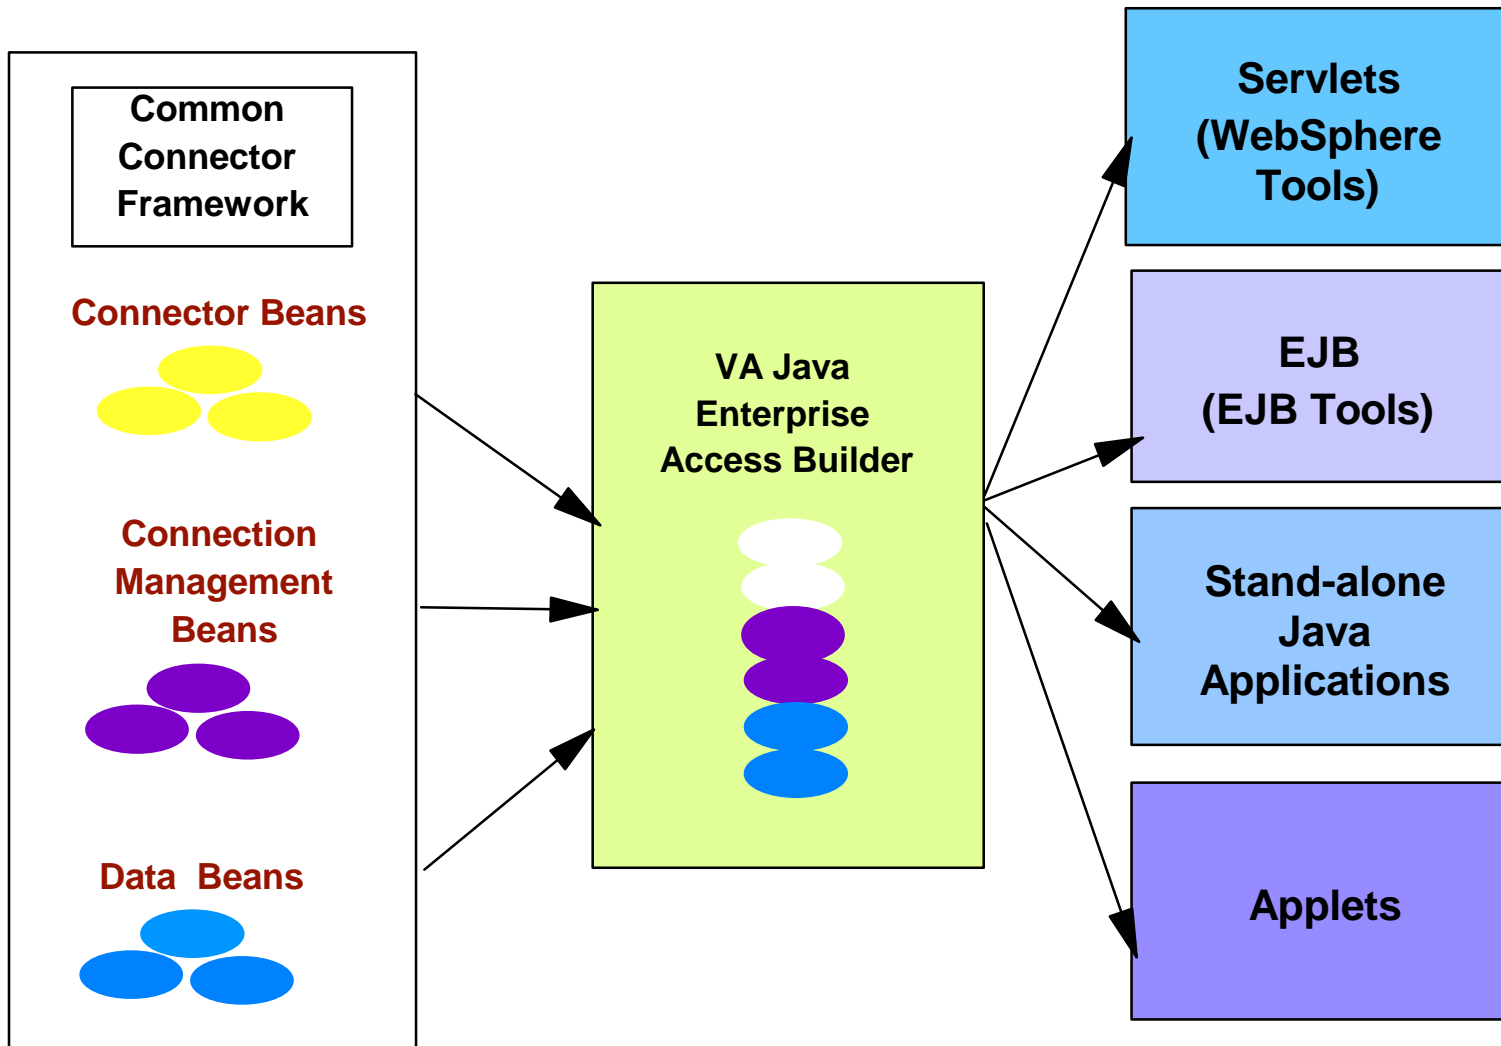 Common
Connector
Framework
Connector Beans
Connection
Management
Beans
Data Beans
VA Java
Enterprise
Access Builder
Servlets
(WebSphere
Tools)
EJB
(EJB Tools)
Stand-alone
Java
Applications
Applets